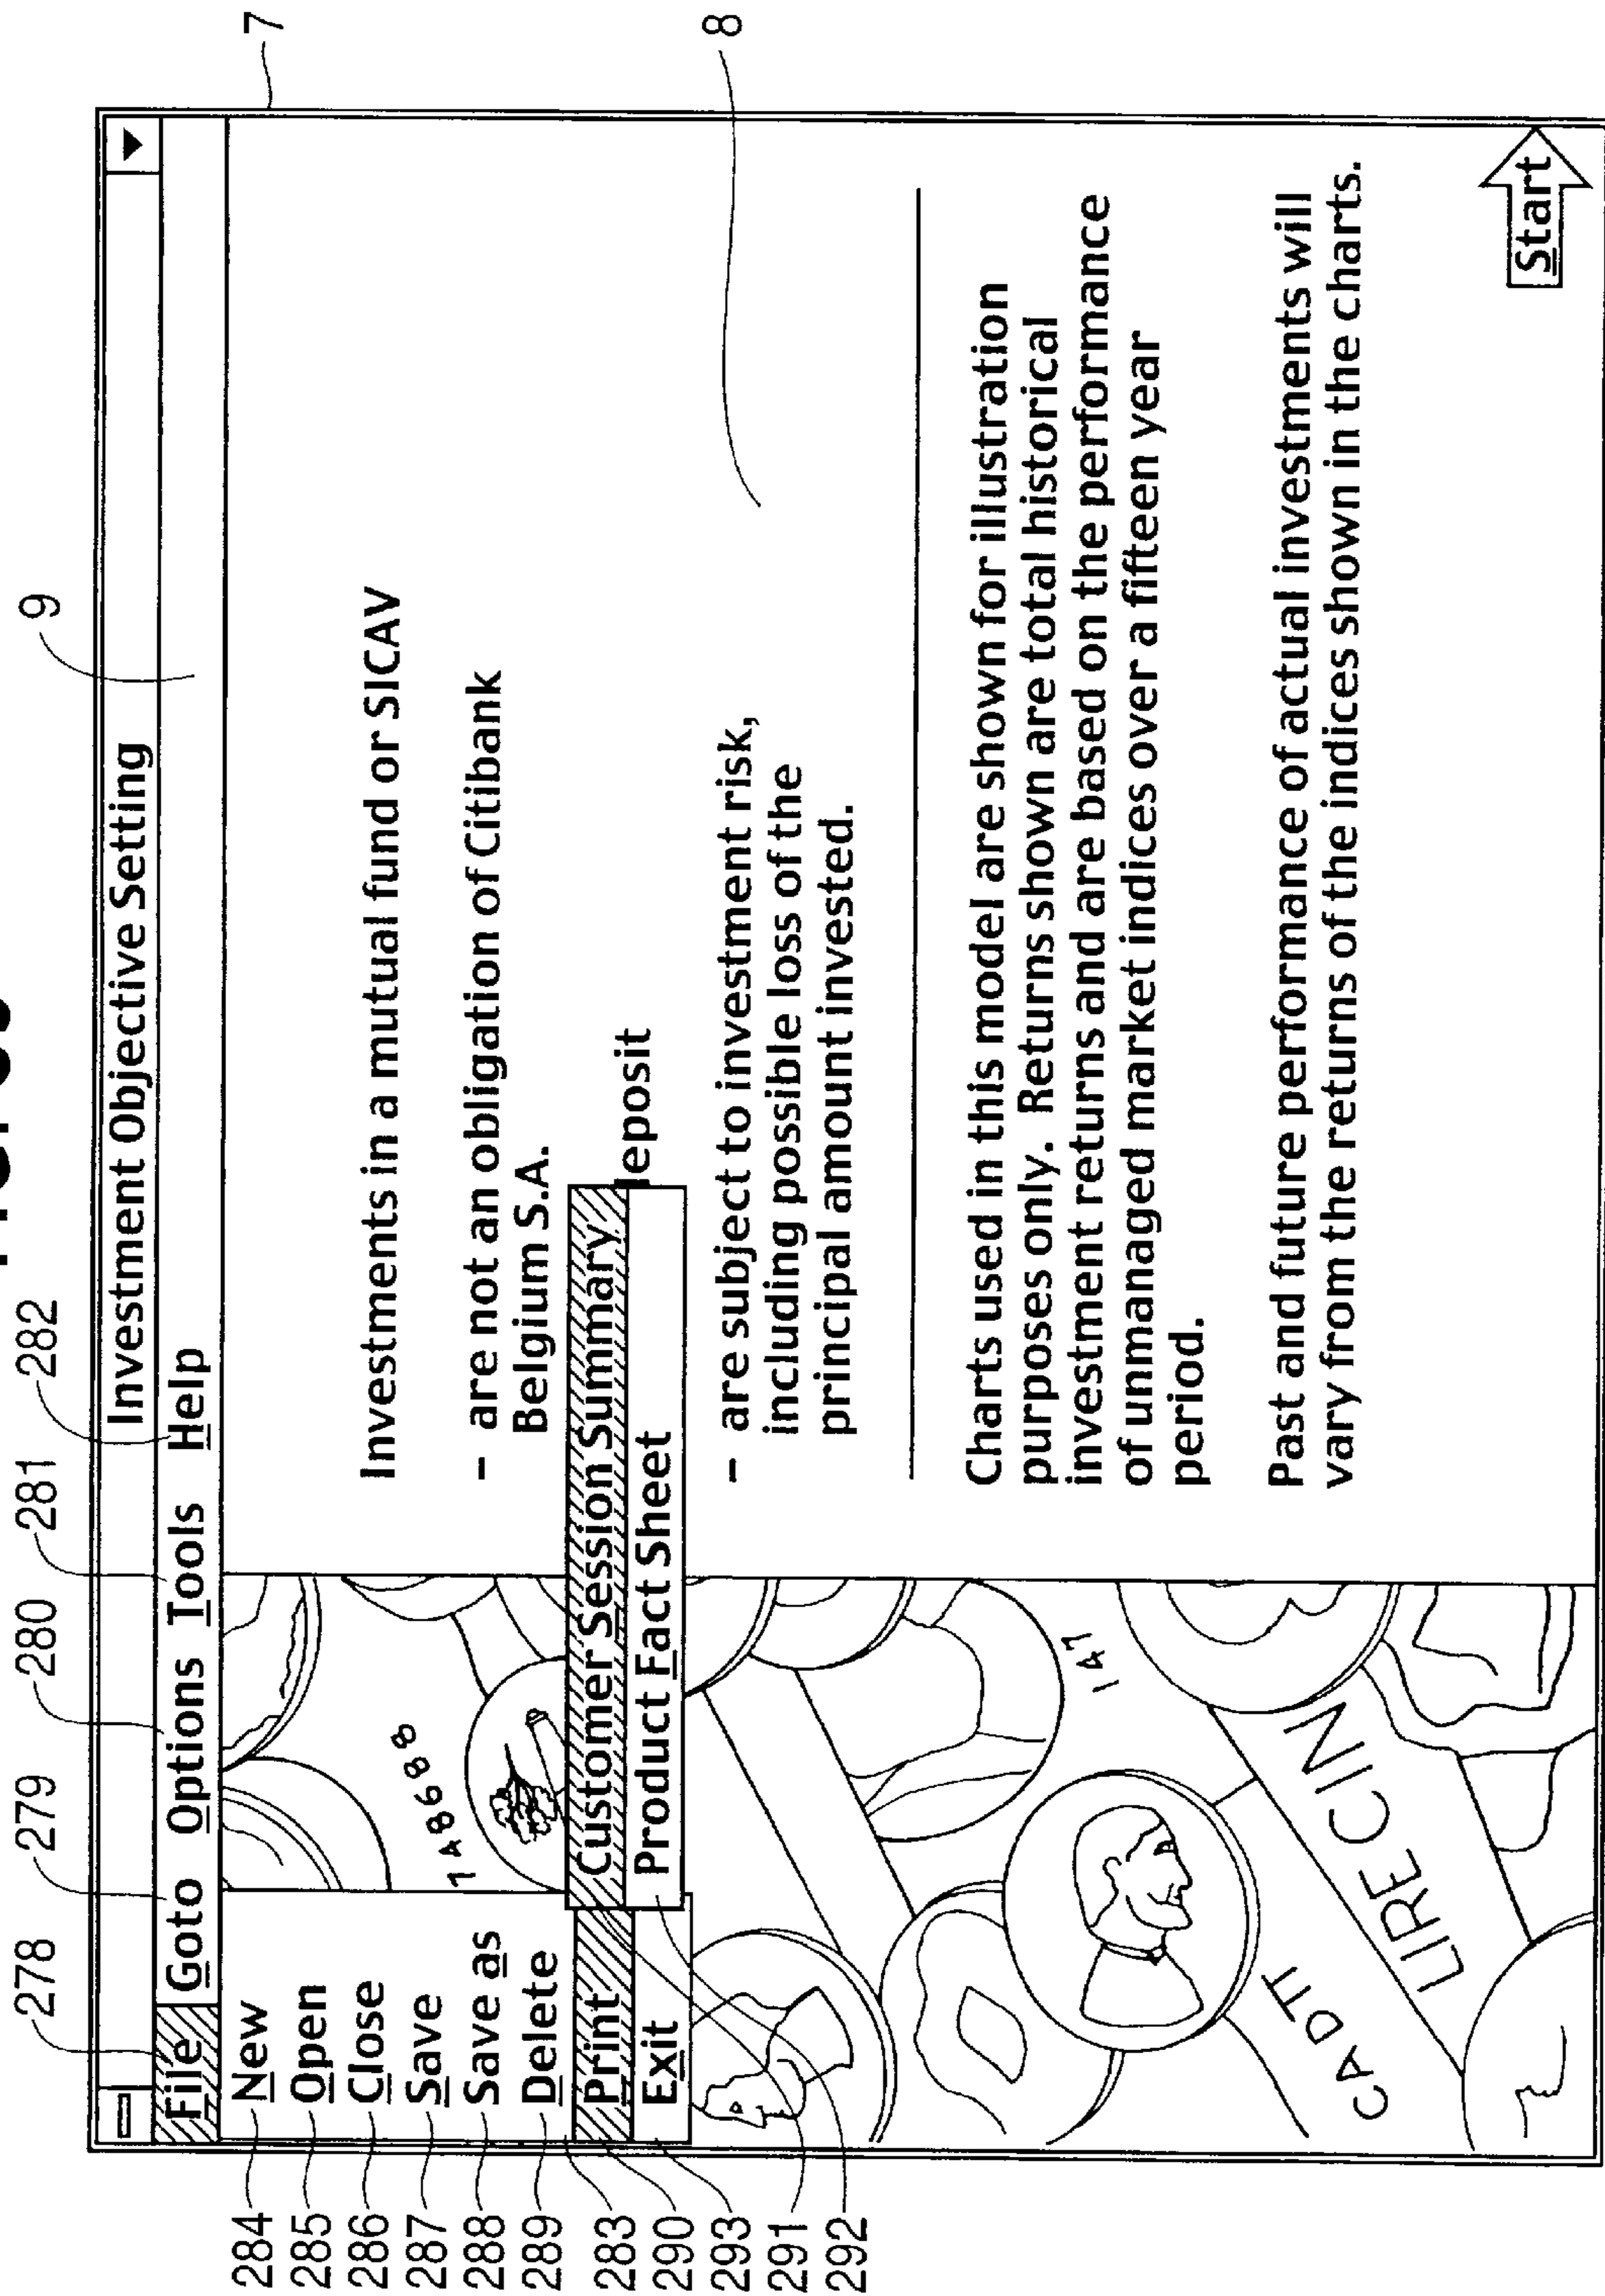 9
7
8
278
279
280
281
282
Investment Objective Setting
File Goto Options Tools Help
284
New
285
Open
286
Close
287
Save
288
Save as
289
Delete
283
290
Print
293
Exit
291
Customer Session Summary
292
Product Fact Sheet
148688
147
CADTI
LIRECIN
Investments in a mutual fund or SICAV
– are not an obligation of Citibank
Belgium S.A.
eposit
– are subject to investment risk,
including possible loss of the
principal amount invested.
Charts used in this model are shown for illustration
purposes only. Returns shown are total historical
investment returns and are based on the performance
of unmanaged market indices over a fifteen year
period.
Past and future performance of actual investments will
vary from the returns of the indices shown in the charts.
Start